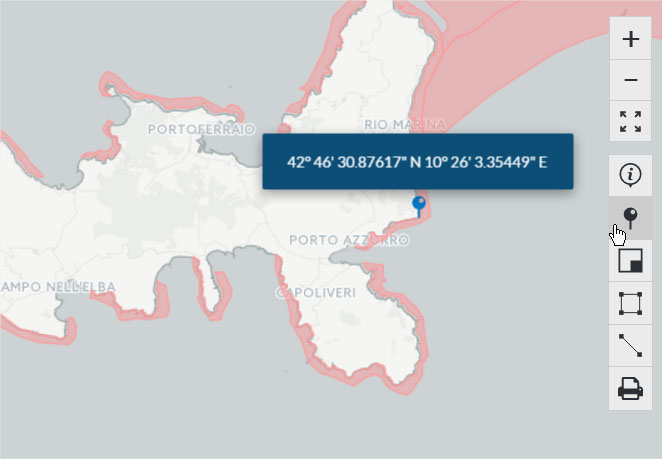 PORTOFERRAIO
RIO MARINA
42° 46' 30.87617" N 10° 26' 3.35449" E
PORTO AZZURRO
AMPO NELL'ELBA
CAPOLIVERI